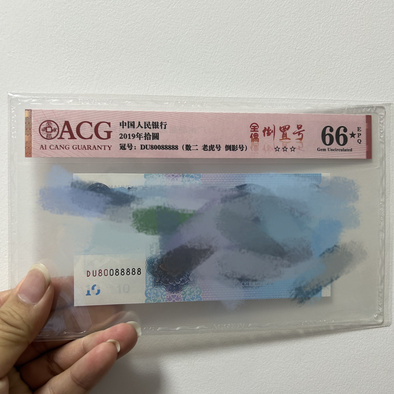 ACG
AI CANG GUARANTY
中国人民银行
2019年拾圆
冠号: DU80088888 (数二 老虎号 倒影号)
倒置号
☆☆☆
66★
EPQ
Gem Uncirculated
DU80088888
10